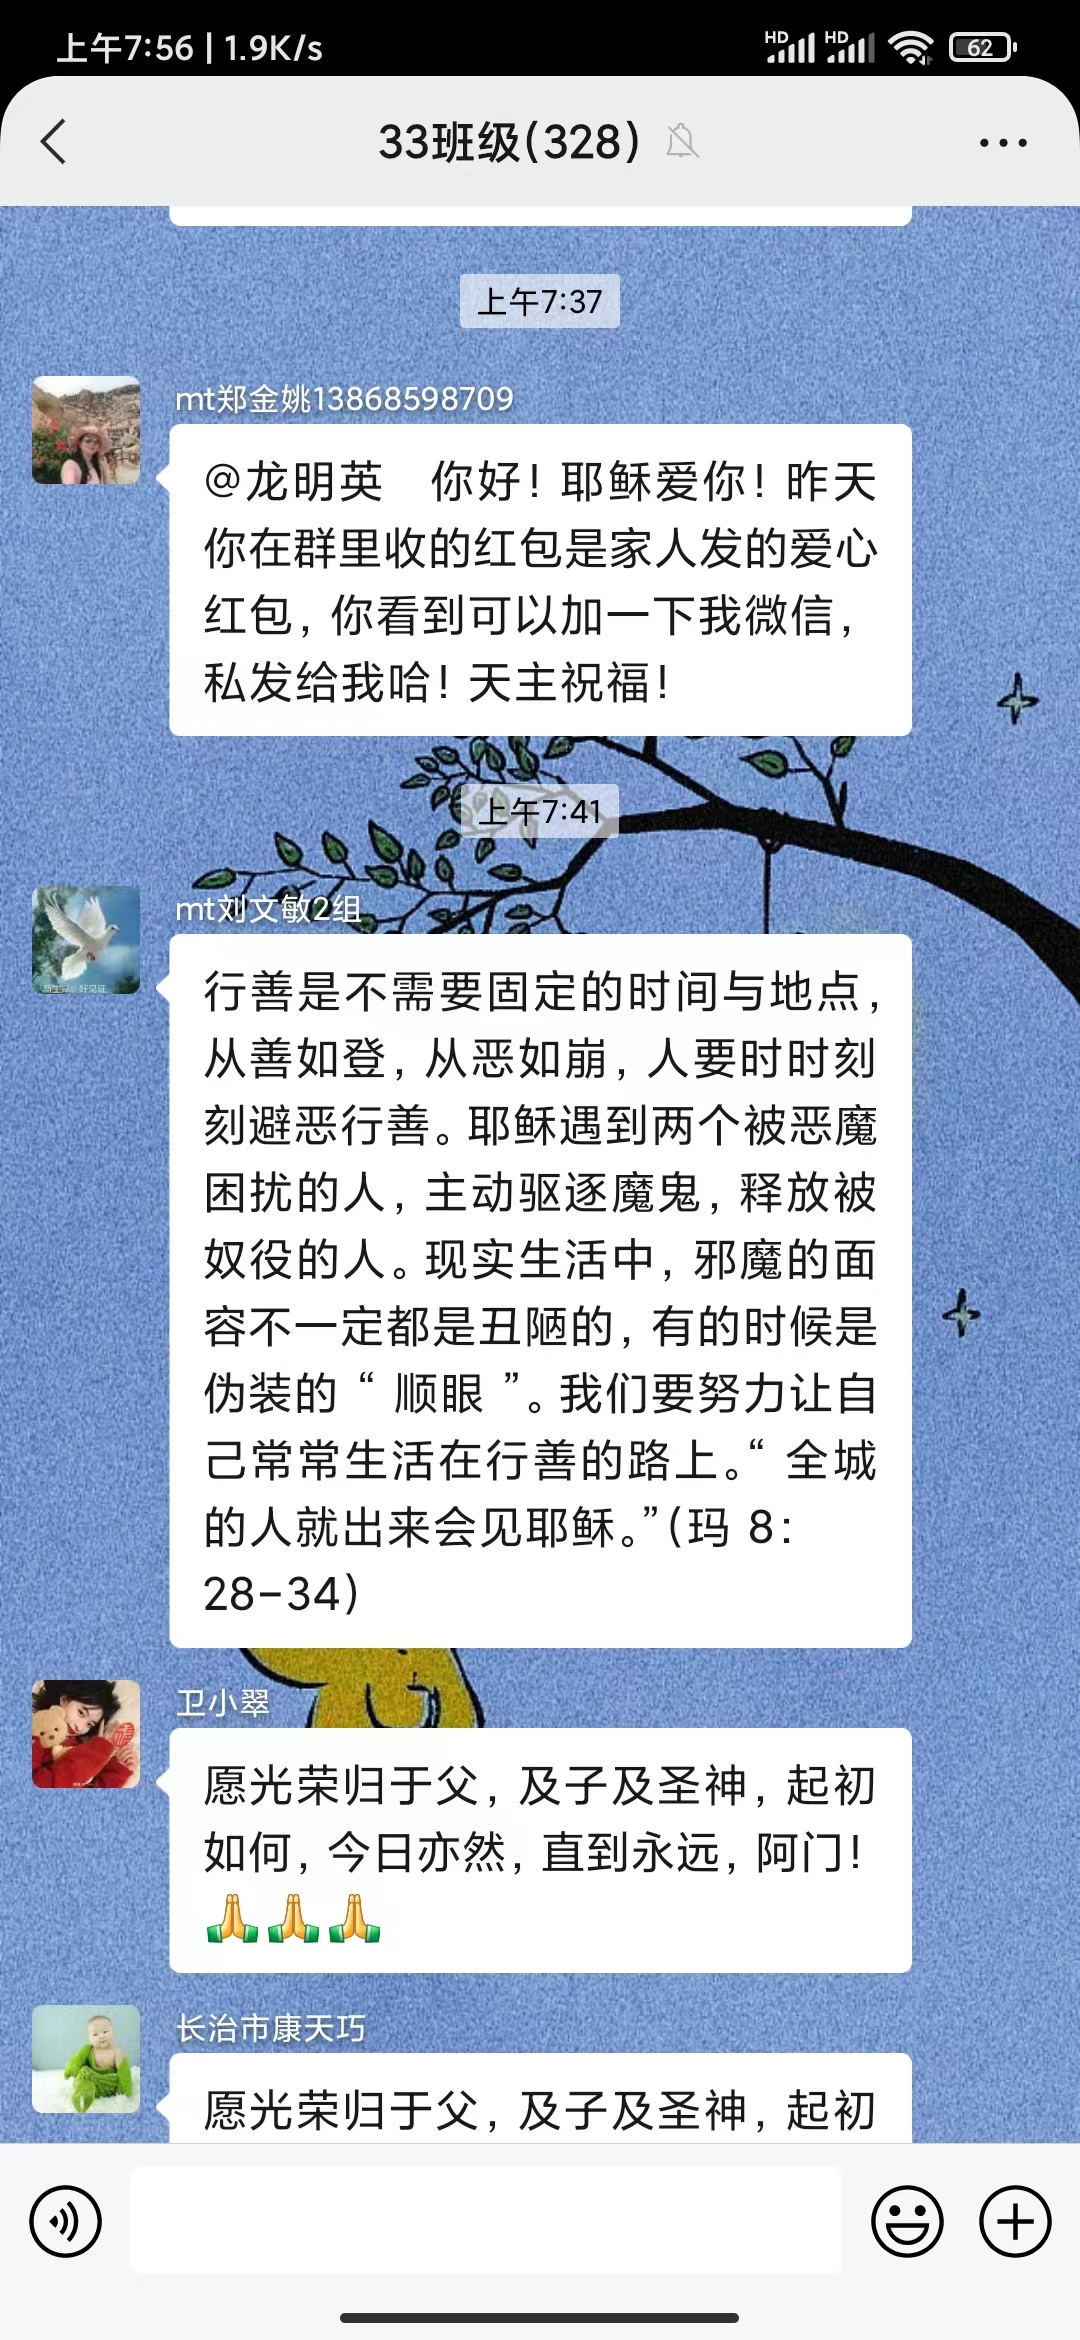 上午7:56 | 1.9K/s
HD HD 62
33班级(328)
上午7:37
mt郑金姚13868598709
@龙明英 你好！耶稣爱你！昨天
你在群里收的红包是家人发的爱心
红包，你看到可以加一下我微信，
私发给我哈！天主祝福！
上午7:41
mt刘文敏2组
行善是不需要固定的时间与地点，
从善如登，从恶如崩，人要时时刻
刻避恶行善。耶稣遇到两个被恶魔
困扰的人，主动驱逐魔鬼，释放被
奴役的人。现实生活中，邪魔的面
容不一定都是丑陋的，有的时候是
伪装的“顺眼”。我们要努力让自
己常常生活在行善的路上。“全城
的人就出来会见耶稣。”(玛 8：
28-34)
卫小翠
愿光荣归于父，及子及圣神，起初
如何，今日亦然，直到永远，阿门！
🙏🙏🙏
长治市康天巧
愿光荣归于父，及子及圣神，起初